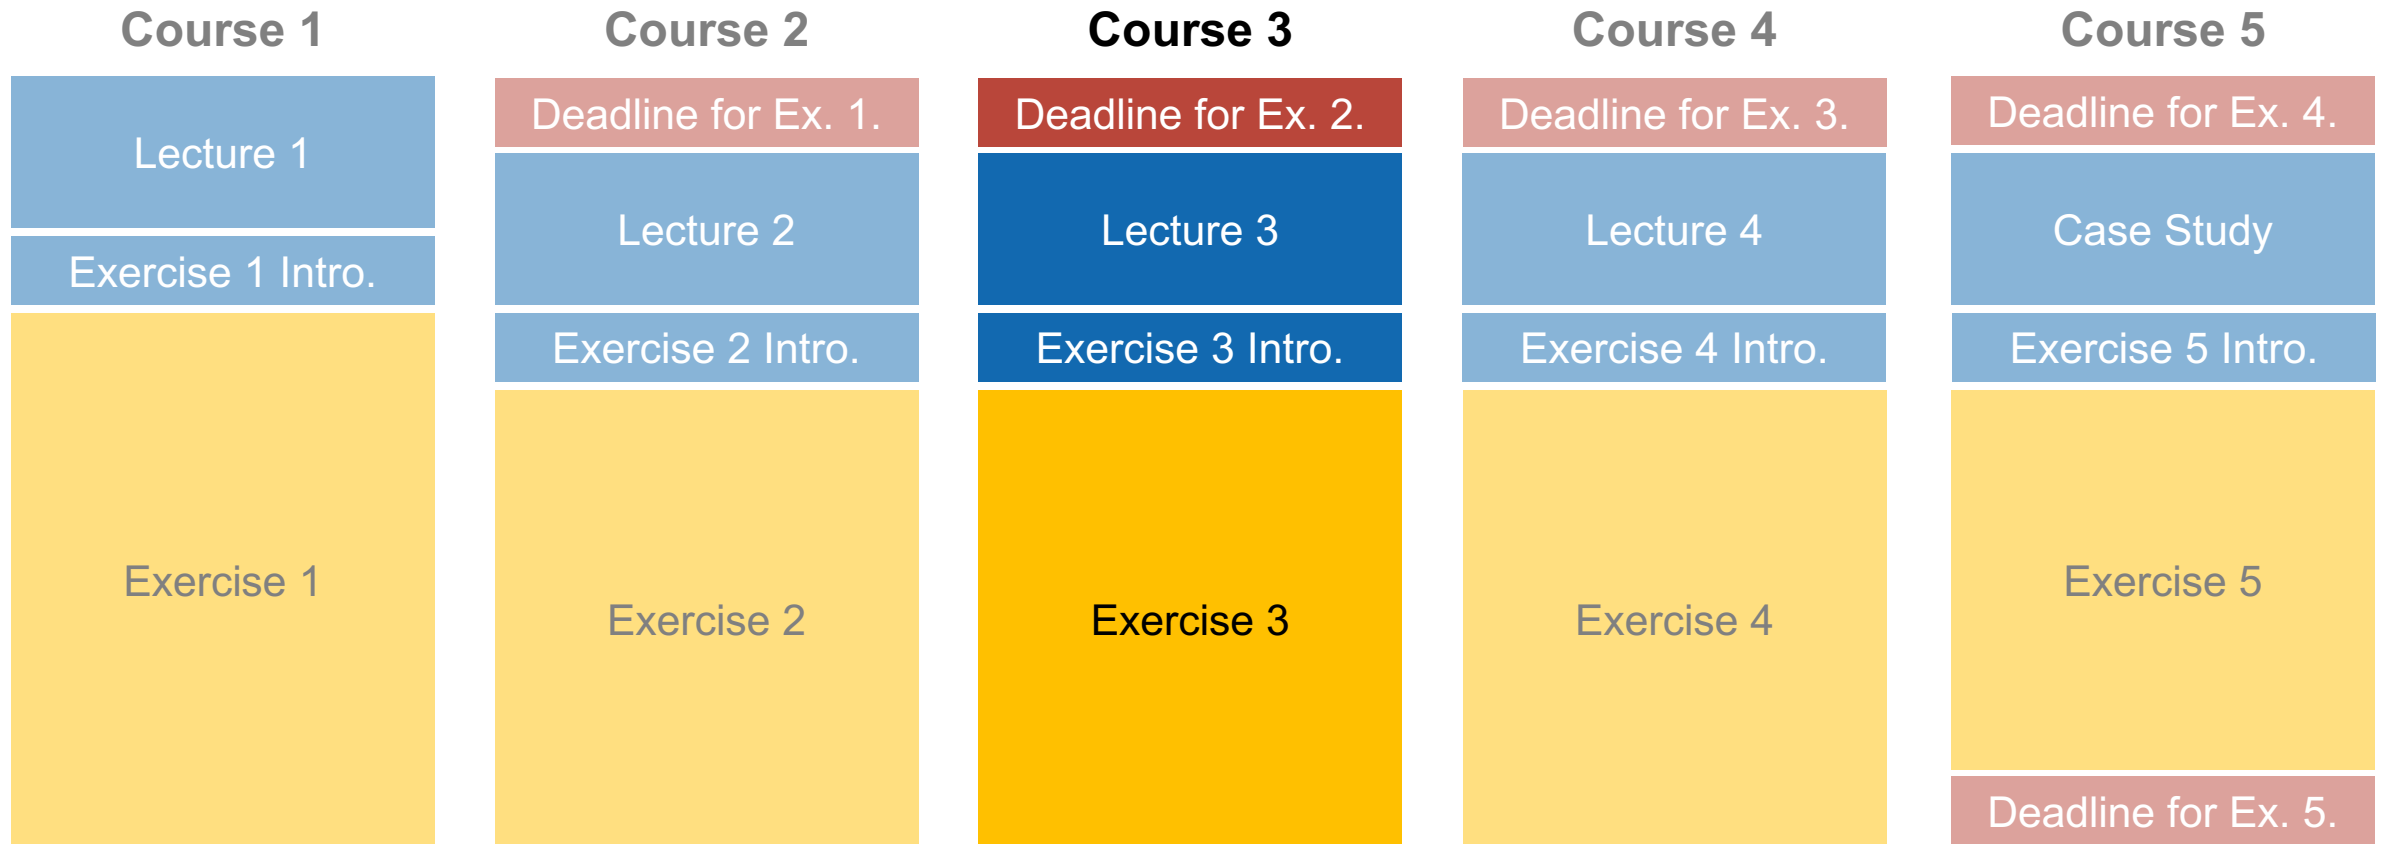 Course 1
Lecture 1
Exercise 1 Intro.
Exercise 1
Course 2
Deadline for Ex. 1.
Lecture 2
Exercise 2 Intro.
Exercise 2
Course 3
Deadline for Ex. 2.
Lecture 3
Exercise 3 Intro.
Exercise 3
Course 4
Deadline for Ex. 3.
Lecture 4
Exercise 4 Intro.
Exercise 4
Course 5
Deadline for Ex. 4.
Case Study
Exercise 5 Intro.
Exercise 5
Deadline for Ex. 5.